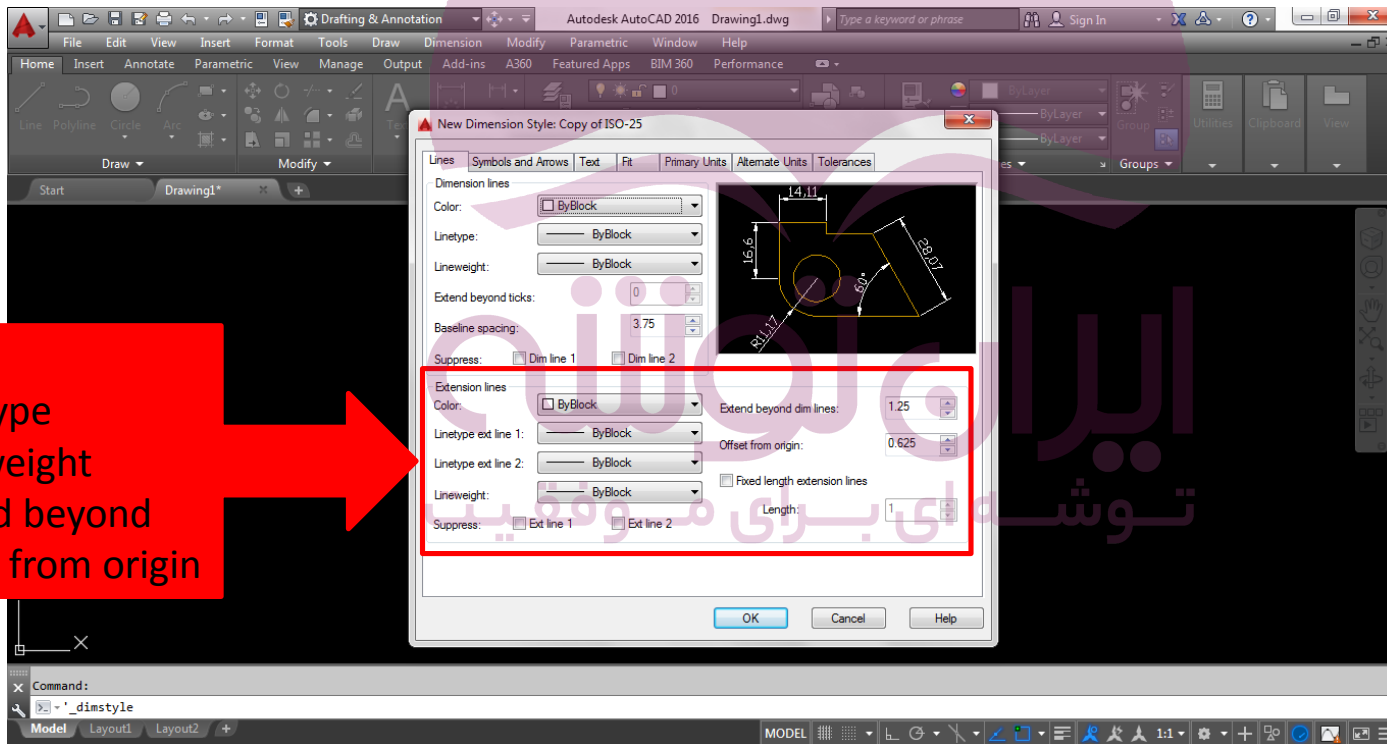 Drafting & Annotation
Autodesk AutoCAD 2016 Drawing1.dwg
Type a keyword or phrase
Sign In
File Edit View Insert Format Tools Draw Dimension Modify Parametric Window Help
Home Insert Annotate Parametric View Manage Output Add-ins A360 Featured Apps BIM 360 Performance
Line Polyline Circle Arc
0
ByLayer
ByLayer
ByLayer
Group Utilities Clipboard View
Draw Modify Groups
Start Drawing1* +
New Dimension Style: Copy of ISO-25
Lines Symbols and Arrows Text Fit Primary Units Alternate Units Tolerances
Dimension lines
Color: ByBlock
Linetype: ByBlock
Lineweight: ByBlock
Extend beyond ticks: 0
Baseline spacing: 3.75
Suppress: Dim line 1 Dim line 2
14,11
16,6
28,07
60°
R11,17
Extension lines
Color: ByBlock
Linetype ext line 1: ByBlock
Linetype ext line 2: ByBlock
Lineweight: ByBlock
Suppress: Ext line 1 Ext line 2
Extend beyond dim lines: 1.25
Offset from origin: 0.625
Fixed length extension lines
Length: 1
OK Cancel Help
ype
weight
d beyond
from origin
ایران توشه
توشه ای برای موفقیت
X
Command:
'_dimstyle
Model Layout1 Layout2 +
MODEL 1:1